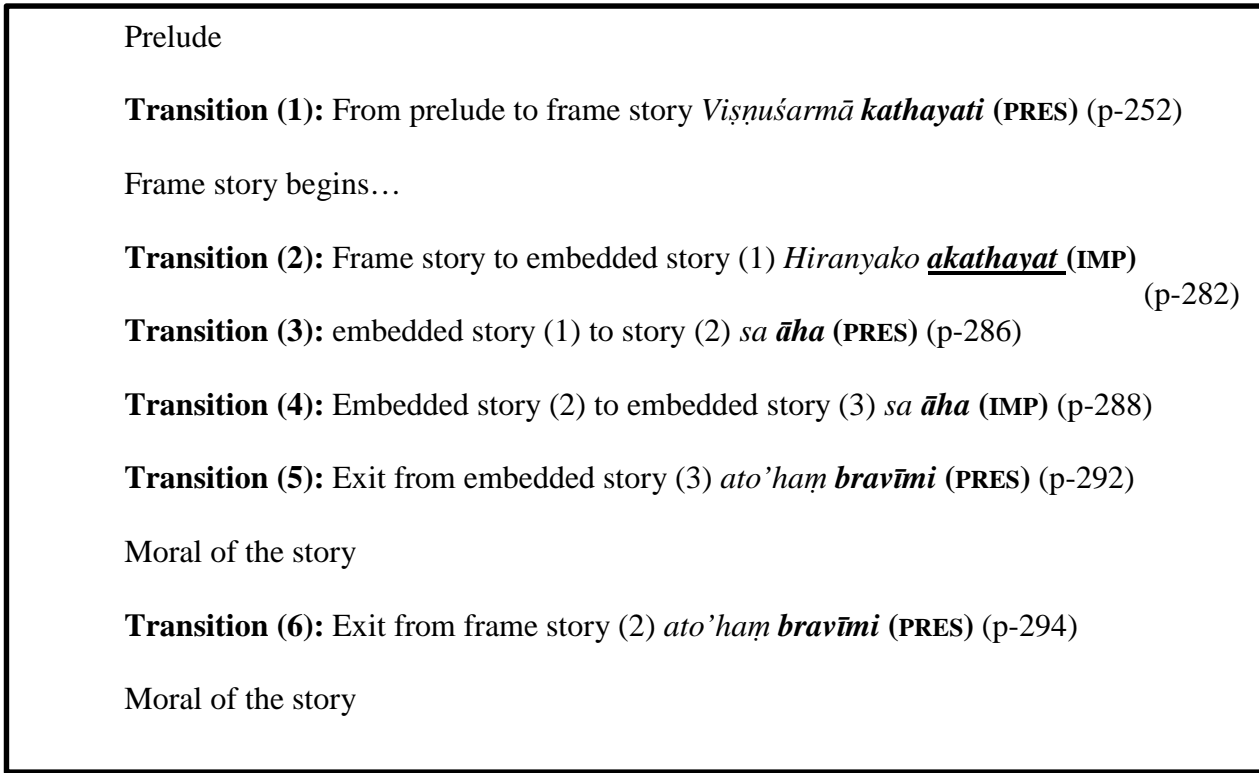 Prelude
Transition (1): From prelude to frame story Viṣṇuśarmā kathayati (PRES) (p-252)
Frame story begins…
Transition (2): Frame story to embedded story (1) Hiranyako akathayat (IMP)
(p-282)
Transition (3): embedded story (1) to story (2) sa āha (PRES) (p-286)
Transition (4): Embedded story (2) to embedded story (3) sa āha (IMP) (p-288)
Transition (5): Exit from embedded story (3) ato’haṃ bravīmi (PRES) (p-292)
Moral of the story
Transition (6): Exit from frame story (2) ato’haṃ bravīmi (PRES) (p-294)
Moral of the story